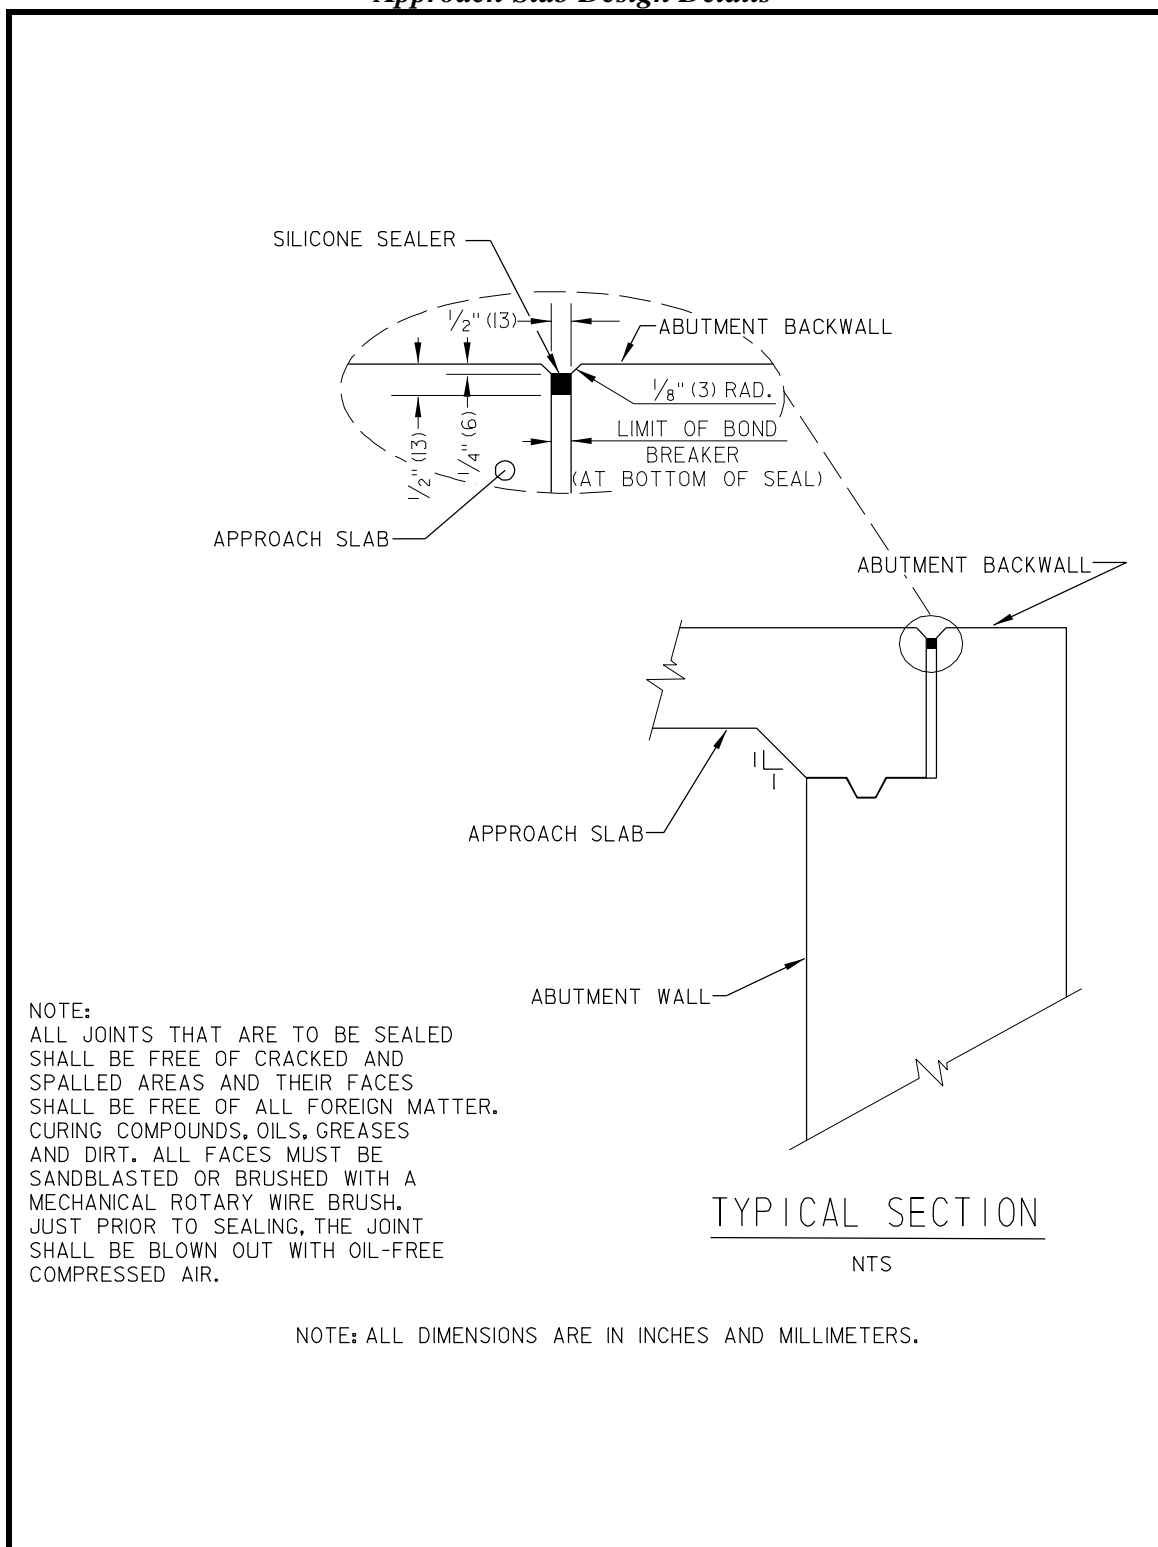 Approach Slab Design Details
SILICONE SEALER
1/2" (13)
ABUTMENT BACKWALL
1/8" (3) RAD.
1/2" (13)
1/4" (6)
LIMIT OF BOND
BREAKER
(AT BOTTOM OF SEAL)
APPROACH SLAB
ABUTMENT BACKWALL
1
1
APPROACH SLAB
ABUTMENT WALL
NOTE:
ALL JOINTS THAT ARE TO BE SEALED
SHALL BE FREE OF CRACKED AND
SPALLED AREAS AND THEIR FACES
SHALL BE FREE OF ALL FOREIGN MATTER.
CURING COMPOUNDS, OILS, GREASES
AND DIRT. ALL FACES MUST BE
SANDBLASTED OR BRUSHED WITH A
MECHANICAL ROTARY WIRE BRUSH.
JUST PRIOR TO SEALING, THE JOINT
SHALL BE BLOWN OUT WITH OIL-FREE
COMPRESSED AIR.
TYPICAL SECTION
NTS
NOTE: ALL DIMENSIONS ARE IN INCHES AND MILLIMETERS.